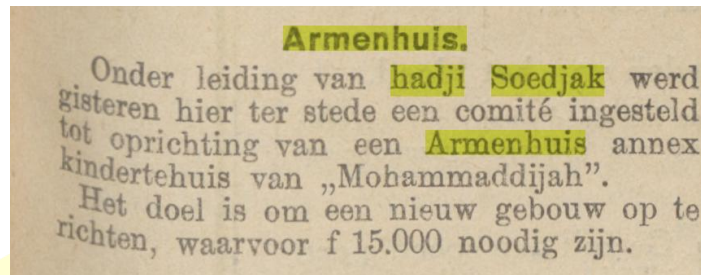 Armenhuis.
Onder leiding van hadji Soedjak werd
gisteren hier ter stede een comité ingesteld
tot oprichting van een Armenhuis annex
kindertehuis van „Mohammaddijah”.
Het doel is om een nieuw gebouw op te
richten, waarvoor f 15.000 noodig zijn.